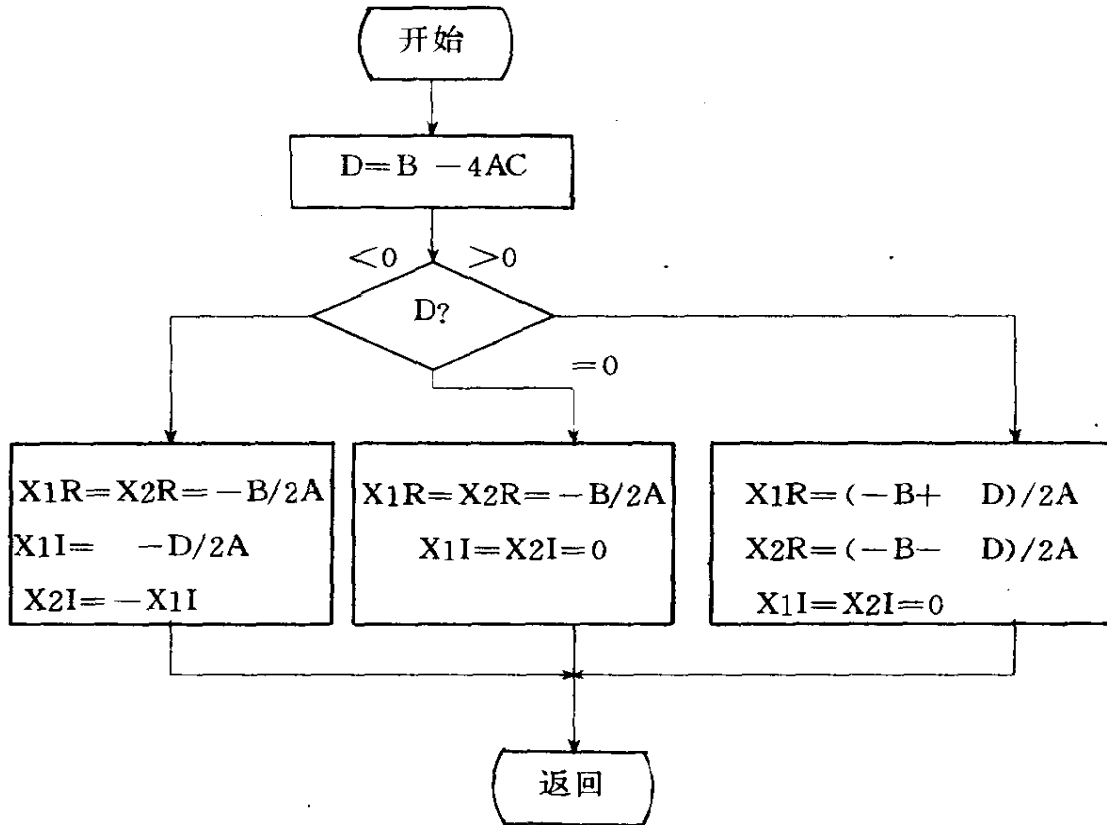 开始
D=B -4AC
<0 >0
D?
=0
X1R=X2R=-B/2A
X1I= -D/2A
X2I=-X1I
X1R=X2R=-B/2A
X1I=X2I=0
X1R=(-B+ D)/2A
X2R=(-B- D)/2A
X1I=X2I=0
返回